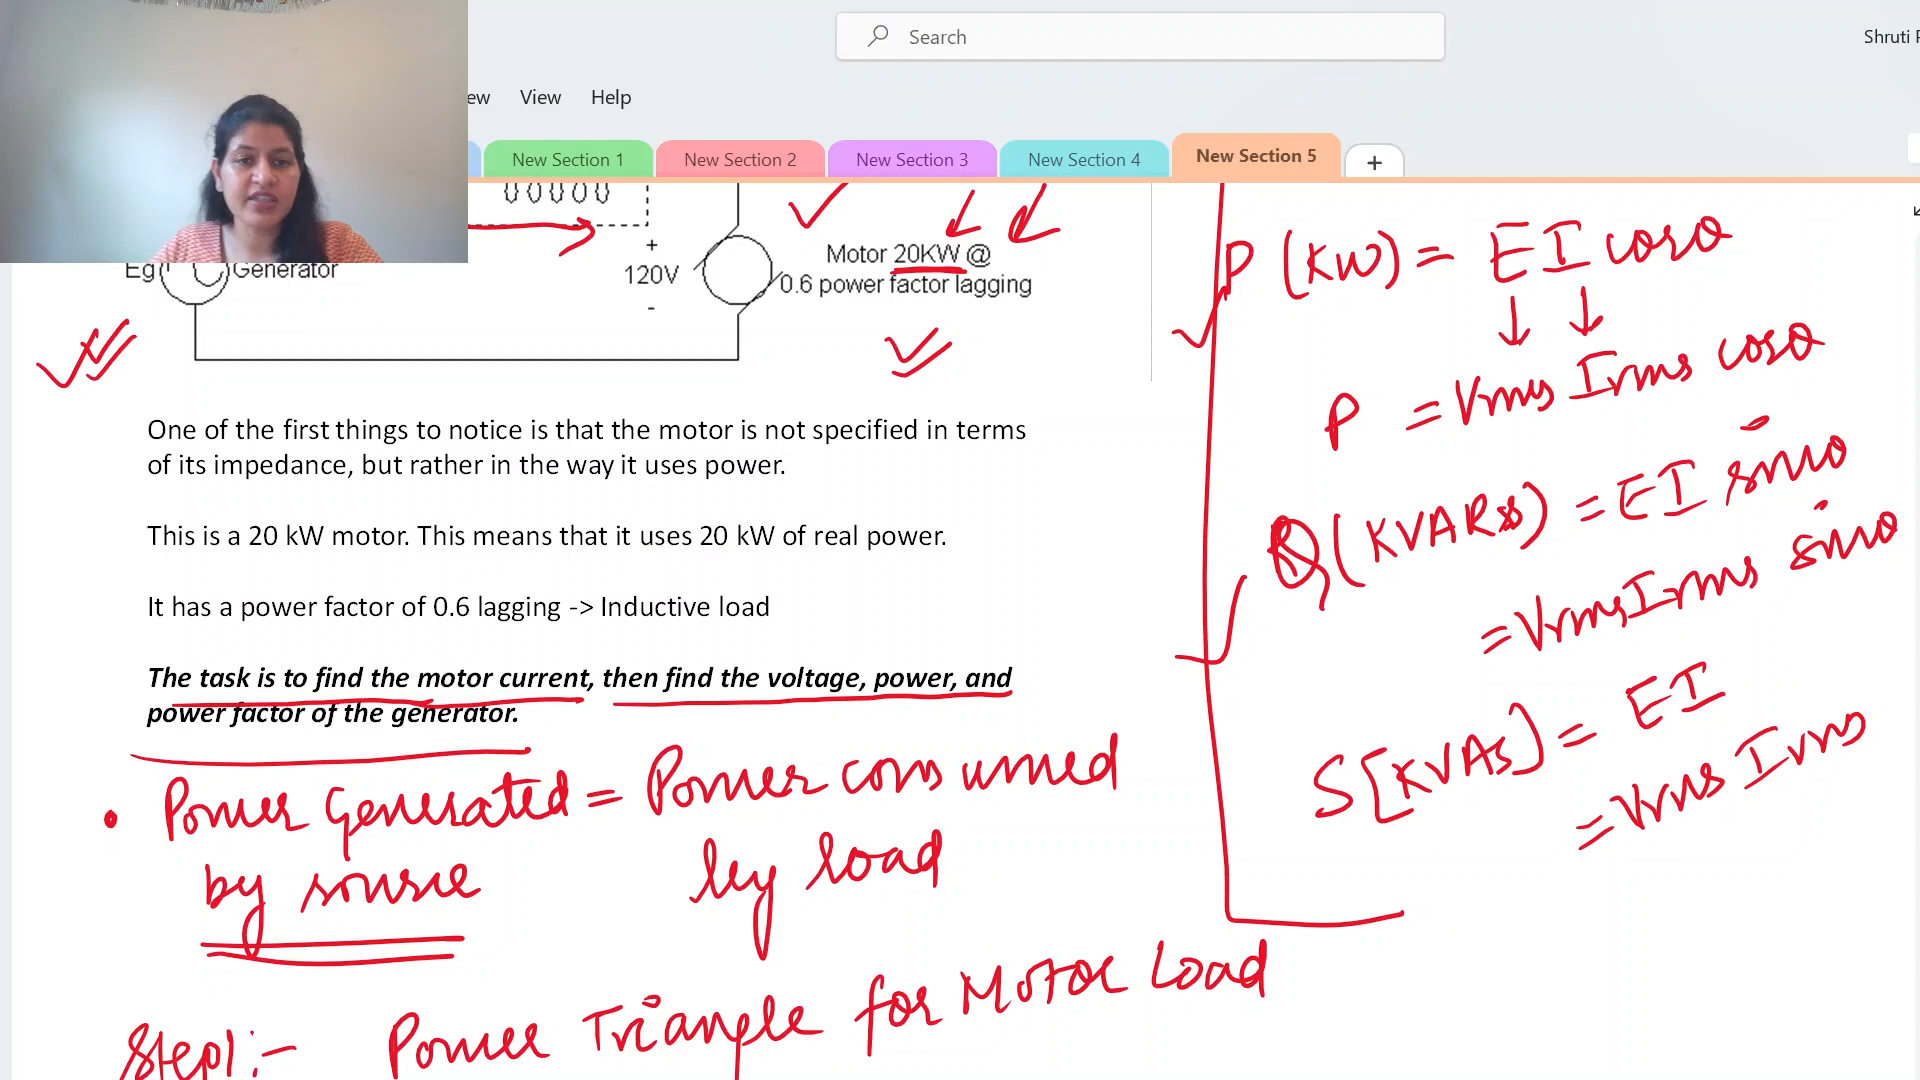 Search
Shruti
ew View Help
New Section 1
New Section 2
New Section 3
New Section 4
New Section 5
+
Eg
Generator
+
120V
-
Motor 20KW @
0.6 power factor lagging
One of the first things to notice is that the motor is not specified in terms
of its impedance, but rather in the way it uses power.
This is a 20 kW motor. This means that it uses 20 kW of real power.
It has a power factor of 0.6 lagging -> Inductive load
The task is to find the motor current, then find the voltage, power, and
power factor of the generator.
• Power Generated = Power consumed
by source by load
Step1:- Power Triangle for Motor Load
P (KW) = EI cosθ
P = Vrms Irms cosθ
Q (KVARs) = EI sinθ
= Vrms Irms sinθ
S [KVAs] = EI
= Vrms Irms